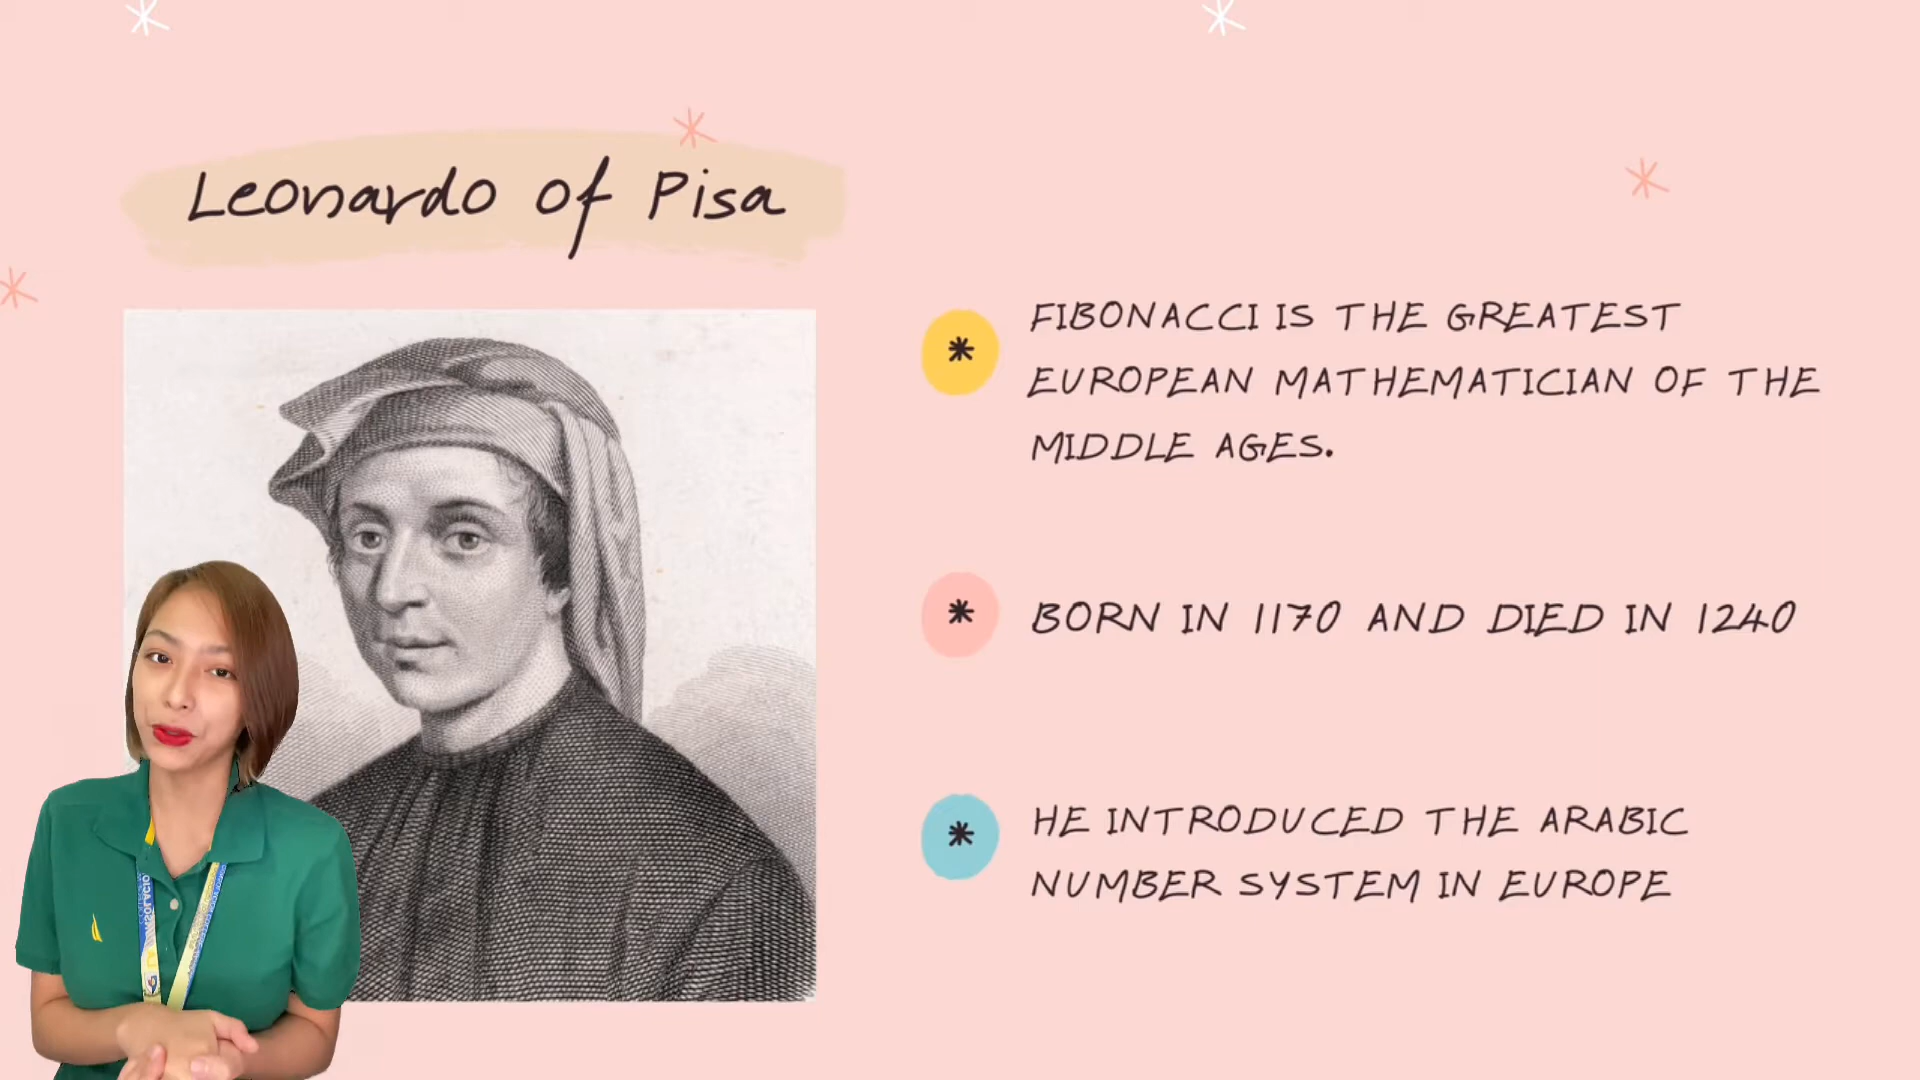 Leonardo of Pisa
FIBONACCI IS THE GREATEST
EUROPEAN MATHEMATICIAN OF THE
MIDDLE AGES.
BORN IN 1170 AND DIED IN 1240
HE INTRODUCED THE ARABIC
NUMBER SYSTEM IN EUROPE